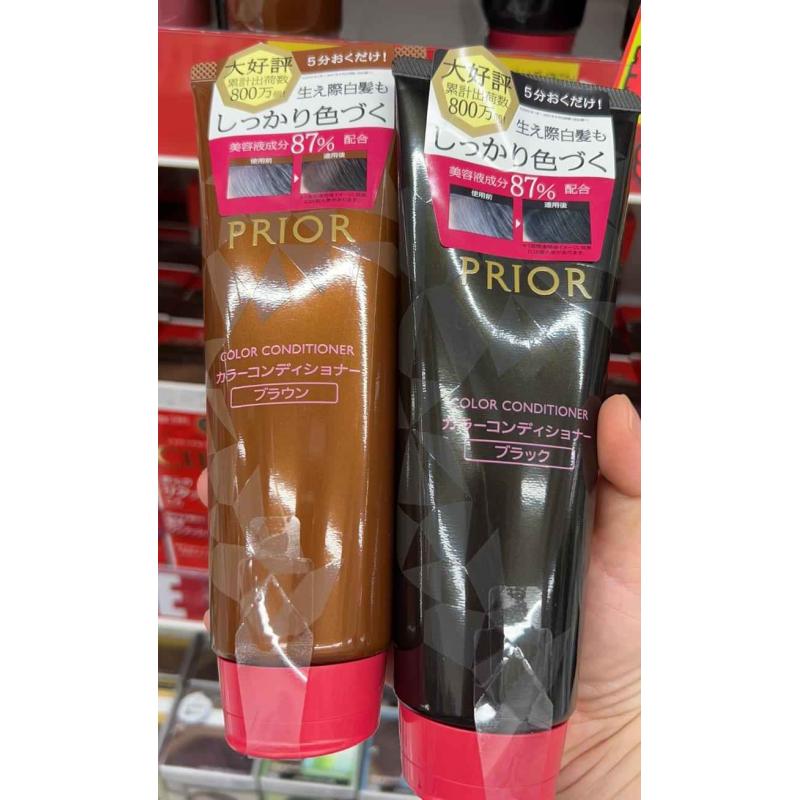 大好評
累計出荷数
800万
5分おくだけ！
生え際白髪も
しっかり色づく
美容液成分87%配合
使用前
適用後
PRIOR
COLOR CONDITIONER
カラーコンディショナー
ブラウン
大好評
累計出荷数
800万
5分おくだけ！
生え際白髪も
しっかり色づく
美容液成分87%配合
使用前
適用後
PRIOR
COLOR CONDITIONER
カラーコンディショナー
ブラック